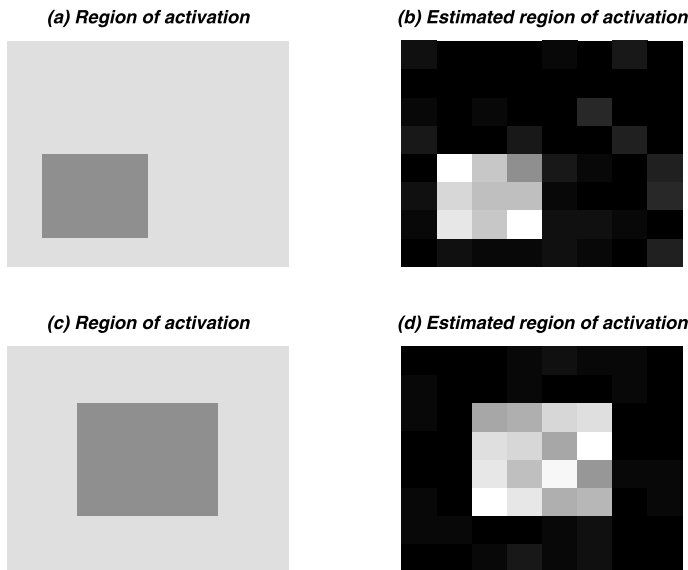 (a) Region of activation
(b) Estimated region of activation
(c) Region of activation
(d) Estimated region of activation